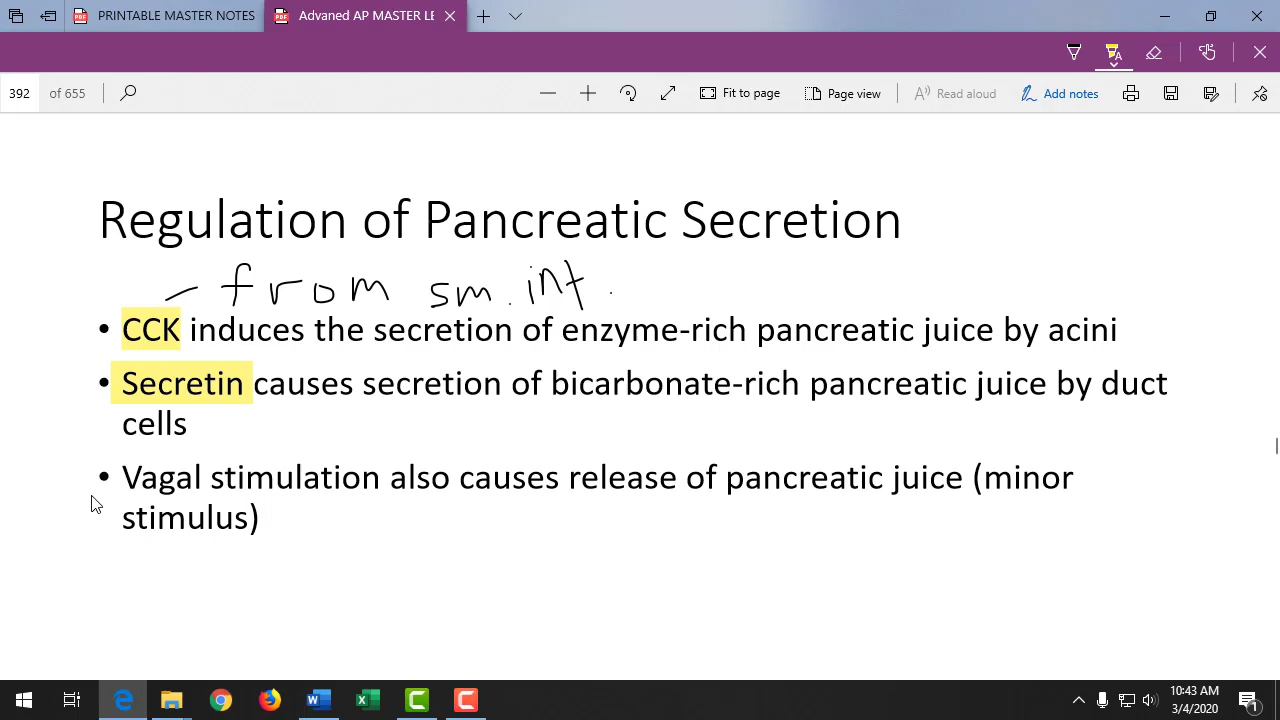 PRINTABLE MASTER NOTES
Advaned AP MASTER LE
392 of 655
Fit to page
Page view
Read aloud
Add notes
Regulation of Pancreatic Secretion
- from sm. int.
• CCK induces the secretion of enzyme-rich pancreatic juice by acini
• Secretin causes secretion of bicarbonate-rich pancreatic juice by duct
cells
• Vagal stimulation also causes release of pancreatic juice (minor
stimulus)
10:43 AM
3/4/2020
1